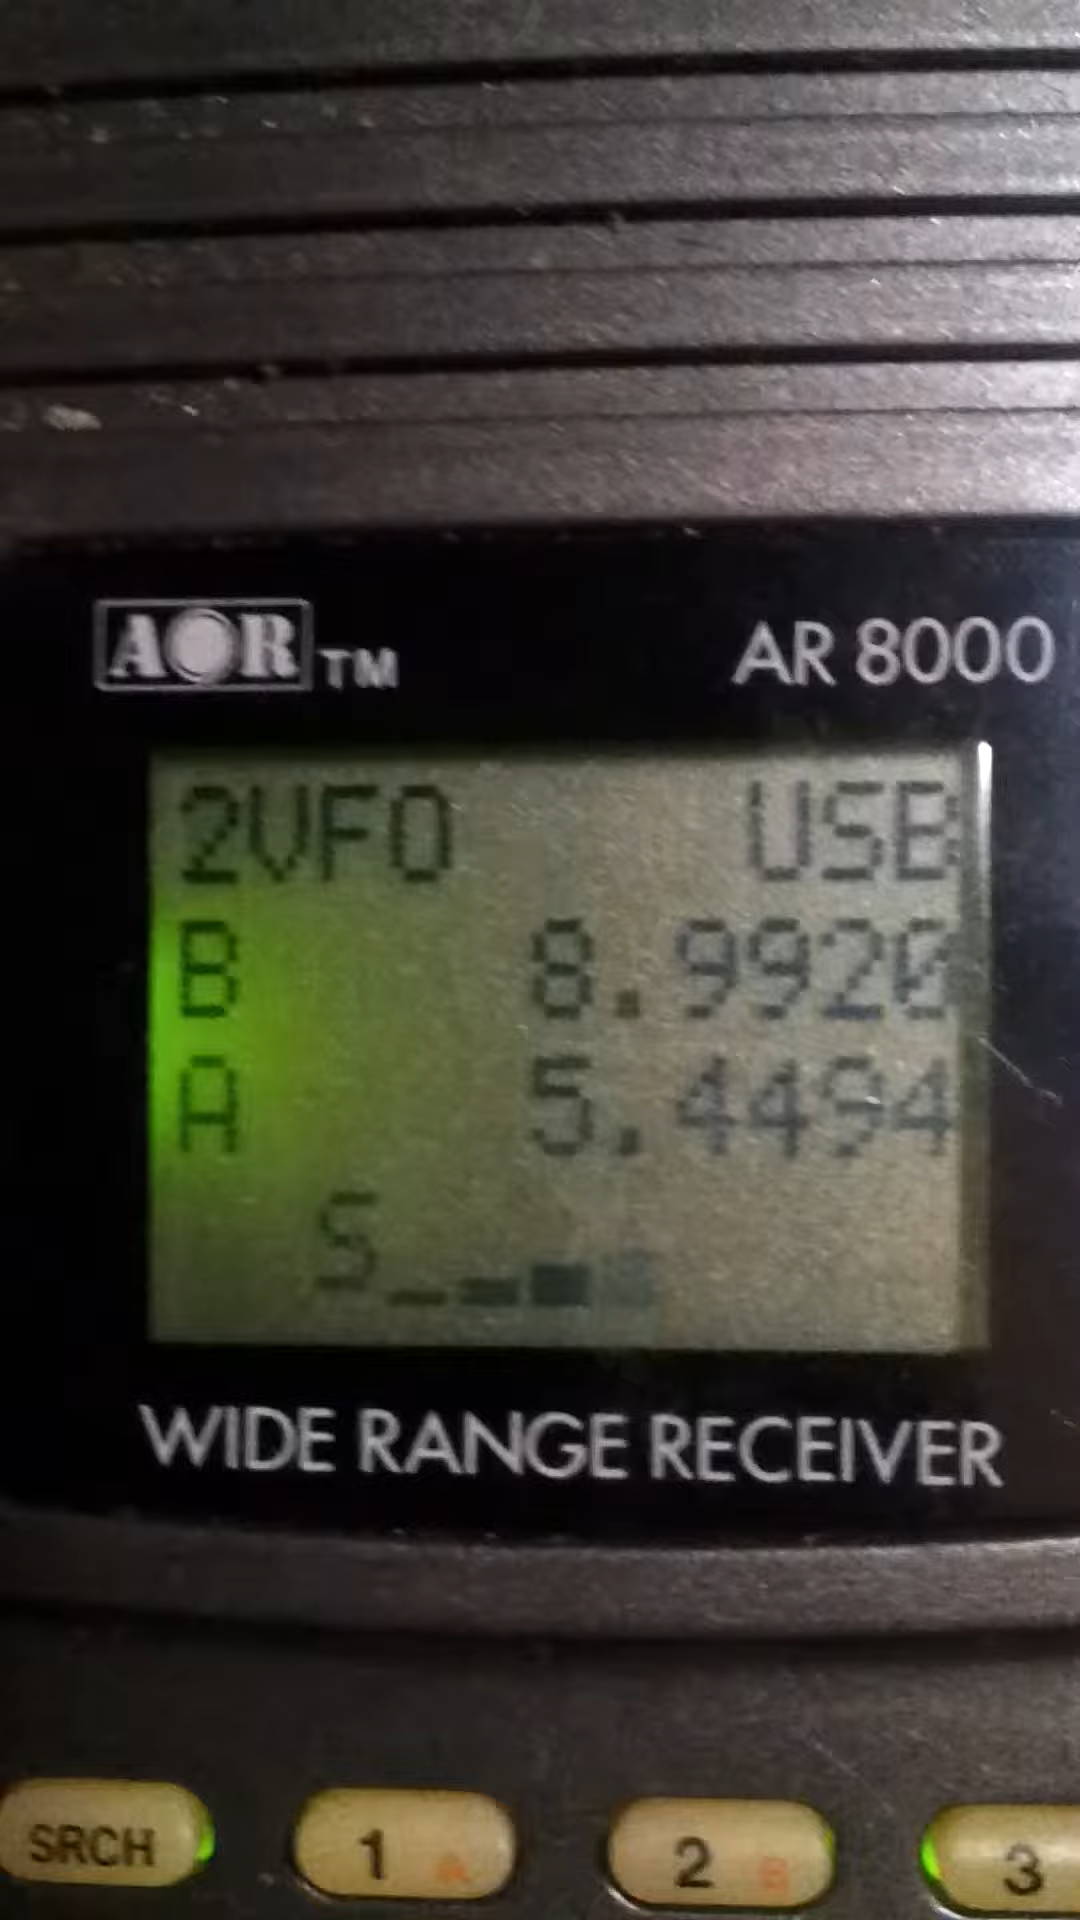 AOR TM AR 8000
2VFO USB
B 8.9920
A 5.4494
S
WIDE RANGE RECEIVER
SRCH 1 A 2 B 3